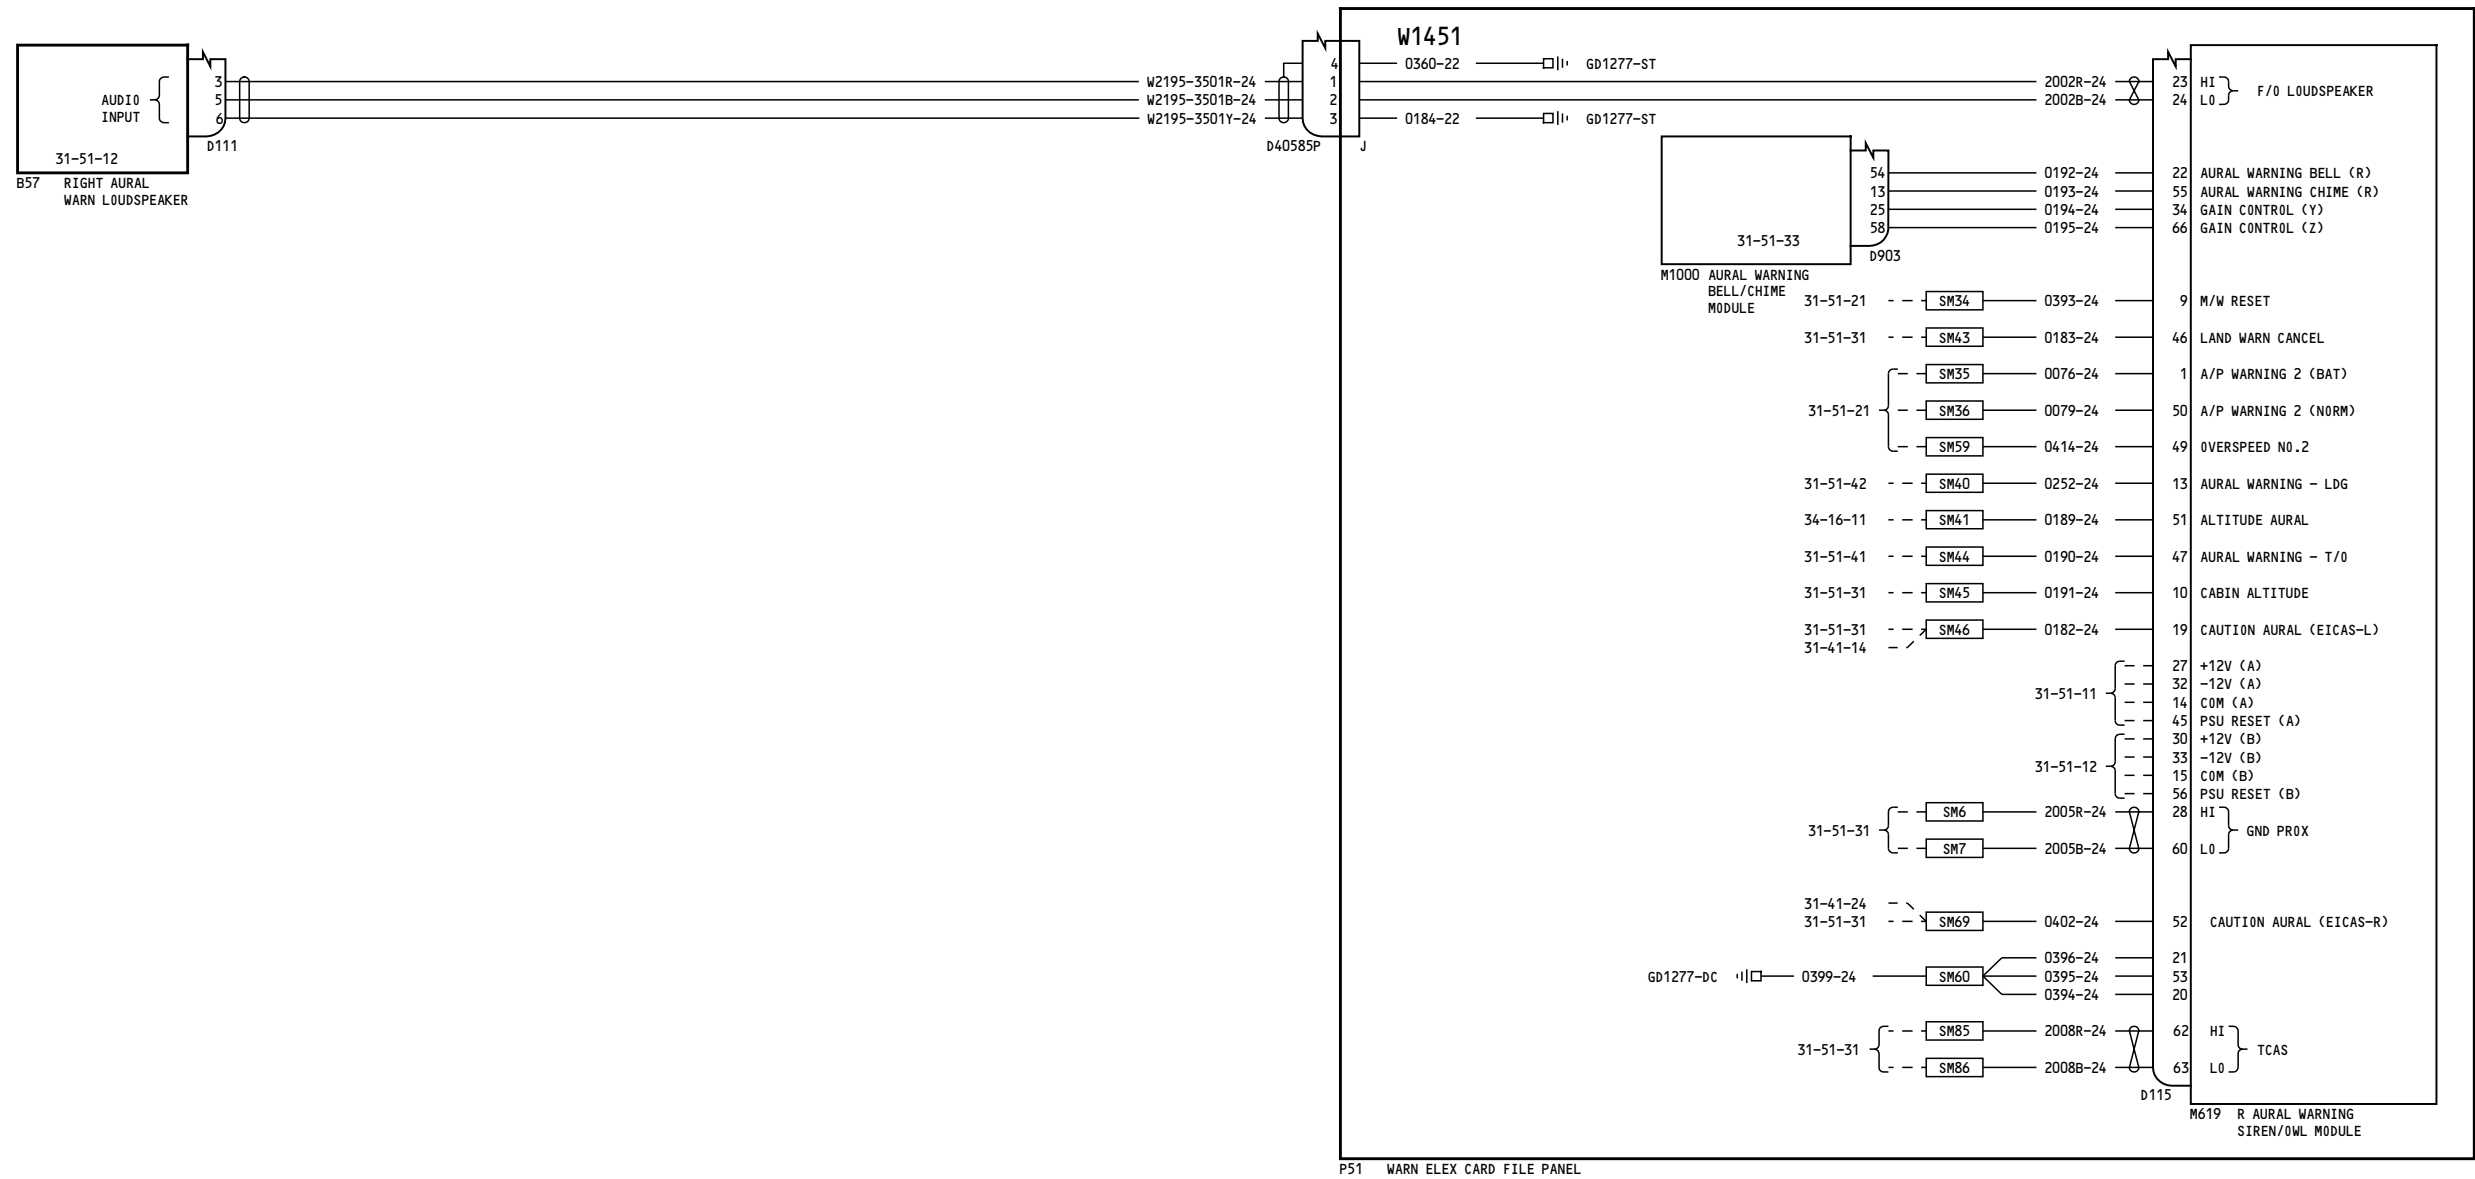 W1451
4 0360-22 GD1277-ST
3 W2195-3501R-24 1 2002R-24 23 HI
AUDIO 5 W2195-3501B-24 2 2002B-24 24 LO F/O LOUDSPEAKER
INPUT 6 W2195-3501Y-24 3 0184-22 GD1277-ST
D111 D40585P J
31-51-12
B57 RIGHT AURAL
WARN LOUDSPEAKER
54 0192-24 22 AURAL WARNING BELL (R)
13 0193-24 55 AURAL WARNING CHIME (R)
25 0194-24 34 GAIN CONTROL (Y)
58 0195-24 66 GAIN CONTROL (Z)
31-51-33
D903
M1000 AURAL WARNING
BELL/CHIME
MODULE
31-51-21 SM34 0393-24 9 M/W RESET
31-51-31 SM43 0183-24 46 LAND WARN CANCEL
SM35 0076-24 1 A/P WARNING 2 (BAT)
31-51-21 SM36 0079-24 50 A/P WARNING 2 (NORM)
SM59 0414-24 49 OVERSPEED NO.2
31-51-42 SM40 0252-24 13 AURAL WARNING - LDG
34-16-11 SM41 0189-24 51 ALTITUDE AURAL
31-51-41 SM44 0190-24 47 AURAL WARNING - T/O
31-51-31 SM45 0191-24 10 CABIN ALTITUDE
31-51-31 SM46 0182-24 19 CAUTION AURAL (EICAS-L)
31-41-14
27 +12V (A)
32 -12V (A)
31-51-11
14 COM (A)
45 PSU RESET (A)
30 +12V (B)
33 -12V (B)
31-51-12
15 COM (B)
56 PSU RESET (B)
SM6 2005R-24 28 HI
31-51-31 GND PROX
SM7 2005B-24 60 LO
31-41-24
31-51-31 SM69 0402-24 52 CAUTION AURAL (EICAS-R)
0396-24 21
GD1277-DC 0399-24 SM60 0395-24 53
0394-24 20
SM85 2008R-24 62 HI
31-51-31 TCAS
SM86 2008B-24 63 LO
D115
M619 R AURAL WARNING
SIREN/OWL MODULE
P51 WARN ELEX CARD FILE PANEL